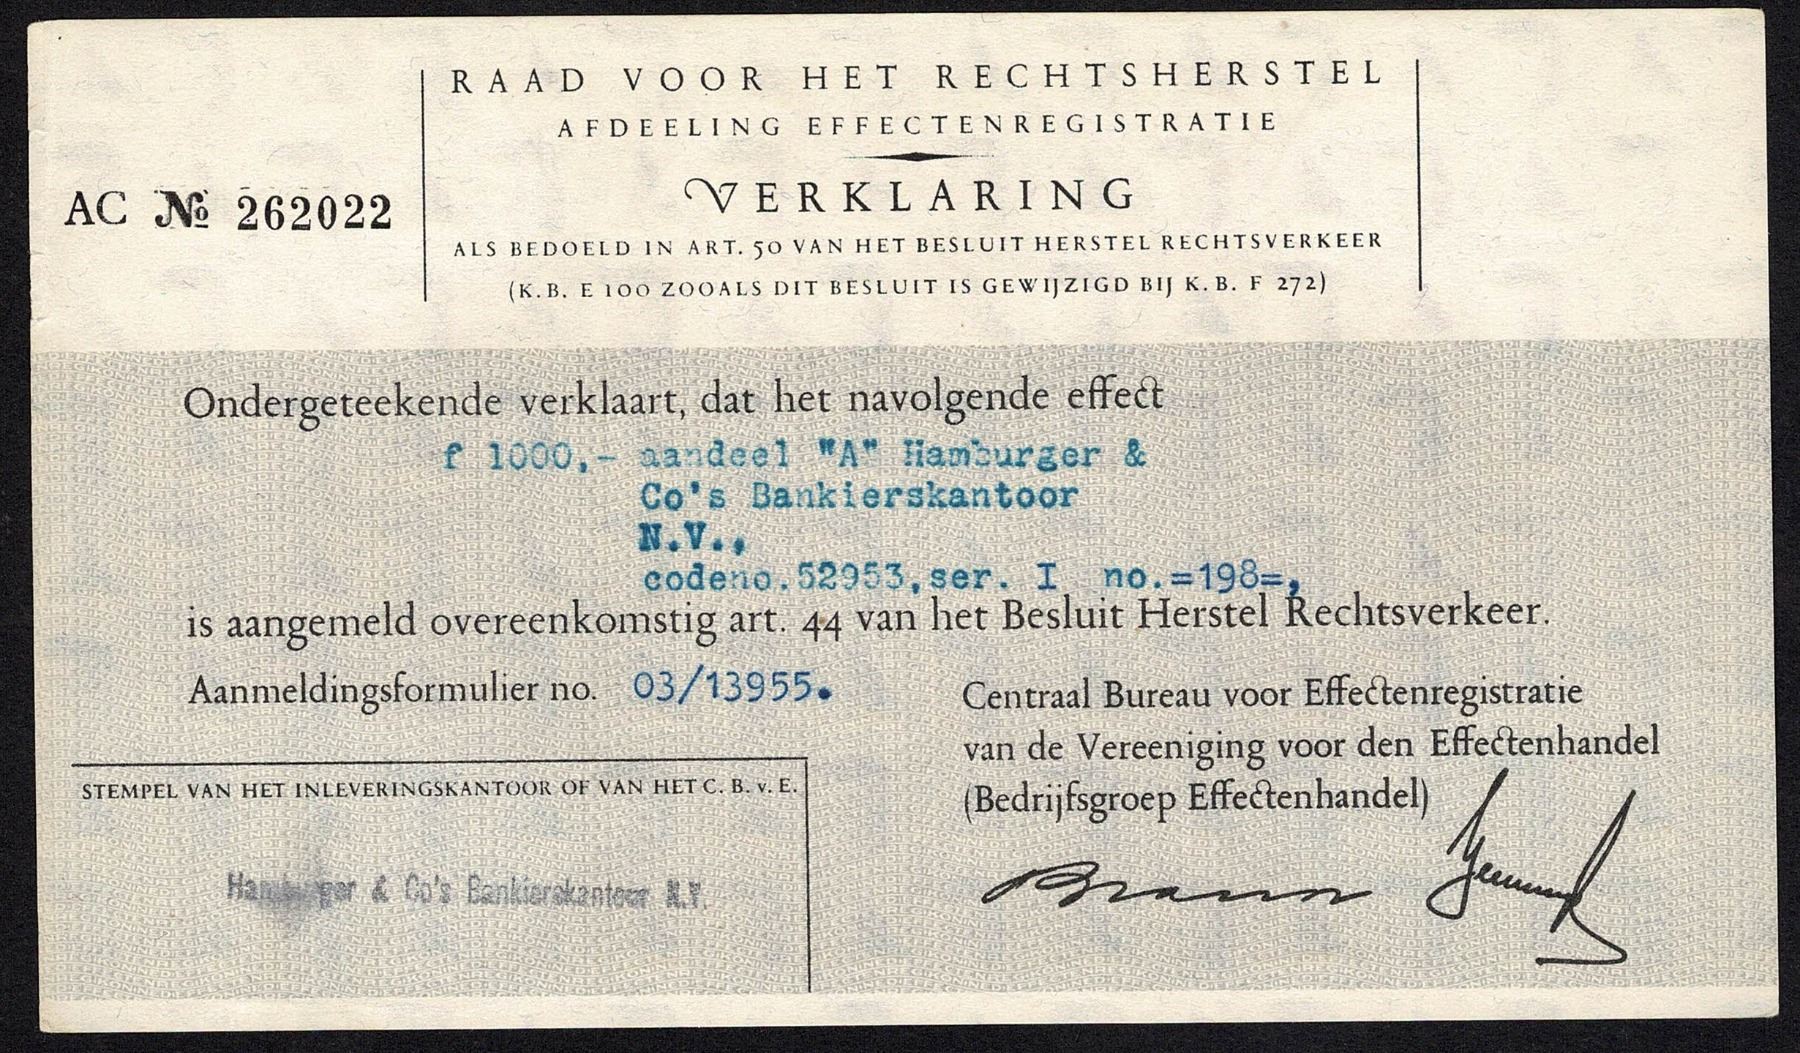 RAAD VOOR HET RECHTSHERSTEL
AFDEELING EFFECTENREGISTRATIE
VERKLARING
ALS BEDOELD IN ART. 50 VAN HET BESLUIT HERSTEL RECHTSVERKEER
(K.B. E 100 ZOOALS DIT BESLUIT IS GEWIJZIGD BIJ K.B. F 272)
AC № 262022
Ondergeteekende verklaart, dat het navolgende effect
f 1000,- aandeel "A" Hamburger &
Co's Bankierskantoor
N.V.,
codeno.52953,ser. I no.=198=,
is aangemeld overeenkomstig art. 44 van het Besluit Herstel Rechtsverkeer.
Aanmeldingsformulier no. 03/13955.
Centraal Bureau voor Effectenregistratie
van de Vereeniging voor den Effectenhandel
(Bedrijfsgroep Effectenhandel)
STEMPEL VAN HET INLEVERINGSKANTOOR OF VAN HET C. B. v. E.
Hamburger & Co's Bankierskantoor N.V.